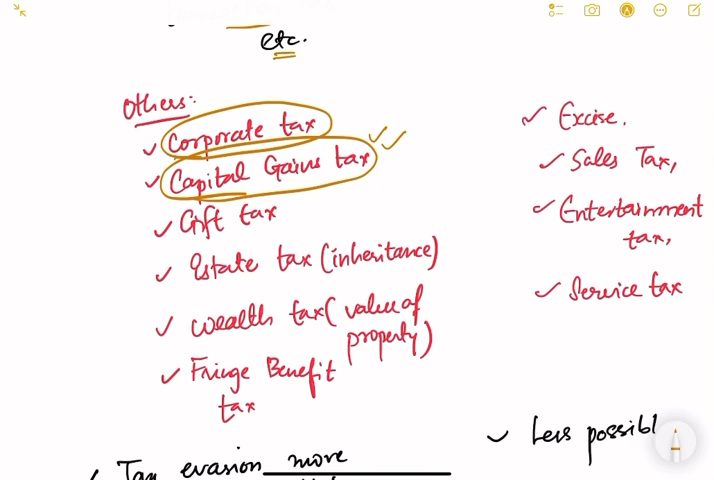 etc.
Others:
Corporate tax
Capital Gains tax
Gift tax
Estate tax (inheritance)
Wealth tax (value of
property)
Fringe Benefit
tax
Excise.
Sales Tax,
Entertainment
tax,
Service tax
Less possibl
Tax evasion more